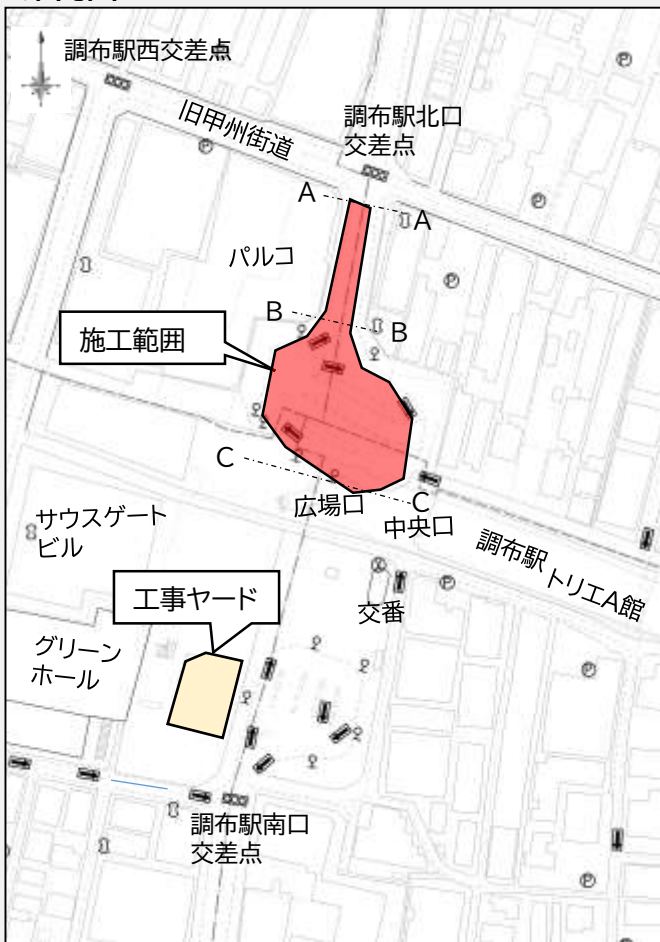 調布駅西交差点
旧甲州街道
調布駅北口
交差点
A
A
パルコ
B
B
施工範囲
C
C
広場口
中央口
サウスゲート
ビル
調布駅
トリエA館
工事ヤード
交番
グリーン
ホール
調布駅南口
交差点